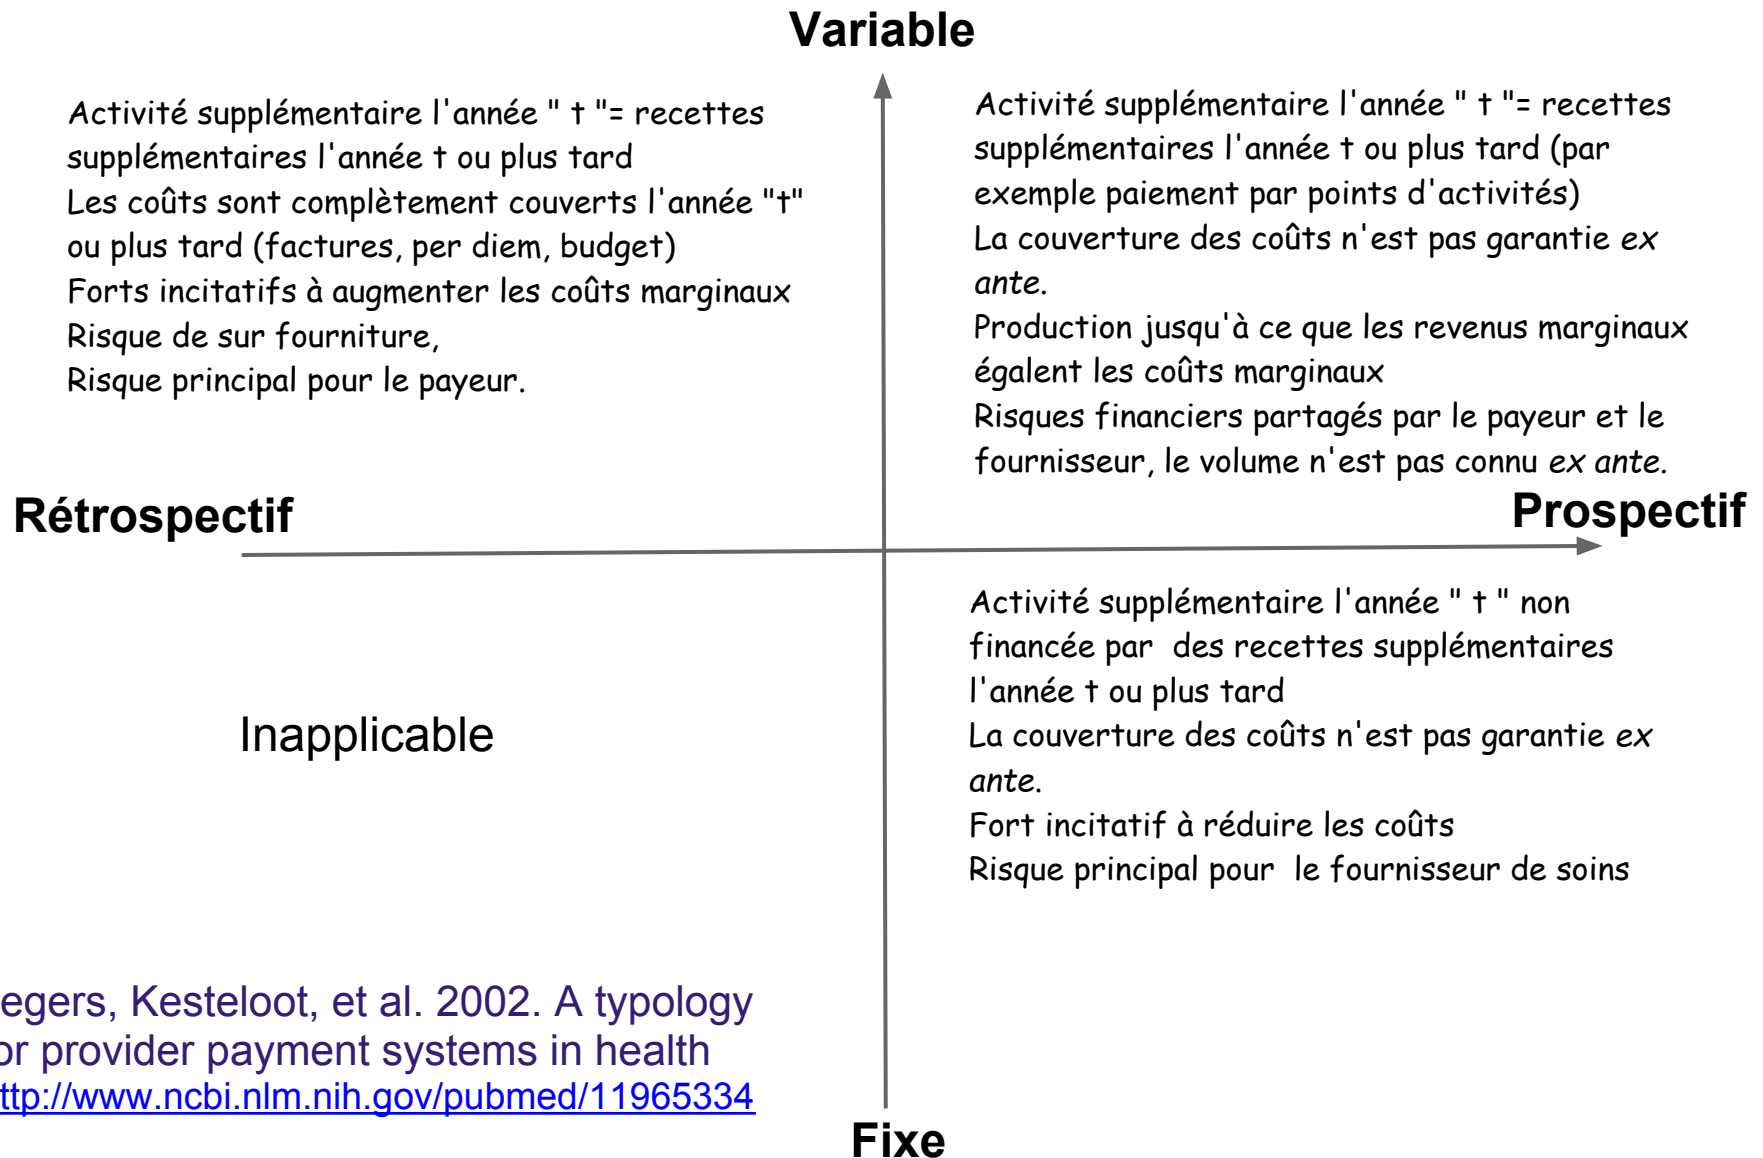 Variable
Activité supplémentaire l'année " t "= recettes
supplémentaires l'année t ou plus tard
Les coûts sont complètement couverts l'année "t"
ou plus tard (factures, per diem, budget)
Forts incitatifs à augmenter les coûts marginaux
Risque de sur fourniture,
Risque principal pour le payeur.
Activité supplémentaire l'année " t "= recettes
supplémentaires l'année t ou plus tard (par
exemple paiement par points d'activités)
La couverture des coûts n'est pas garantie ex
ante.
Production jusqu'à ce que les revenus marginaux
égalent les coûts marginaux
Risques financiers partagés par le payeur et le
fournisseur, le volume n'est pas connu ex ante.
Rétrospectif
Prospectif
Inapplicable
Activité supplémentaire l'année " t " non
financée par des recettes supplémentaires
l'année t ou plus tard
La couverture des coûts n'est pas garantie ex
ante.
Fort incitatif à réduire les coûts
Risque principal pour le fournisseur de soins
egers, Kesteloot, et al. 2002. A typology
or provider payment systems in health
ttp://www.ncbi.nlm.nih.gov/pubmed/11965334
Fixe